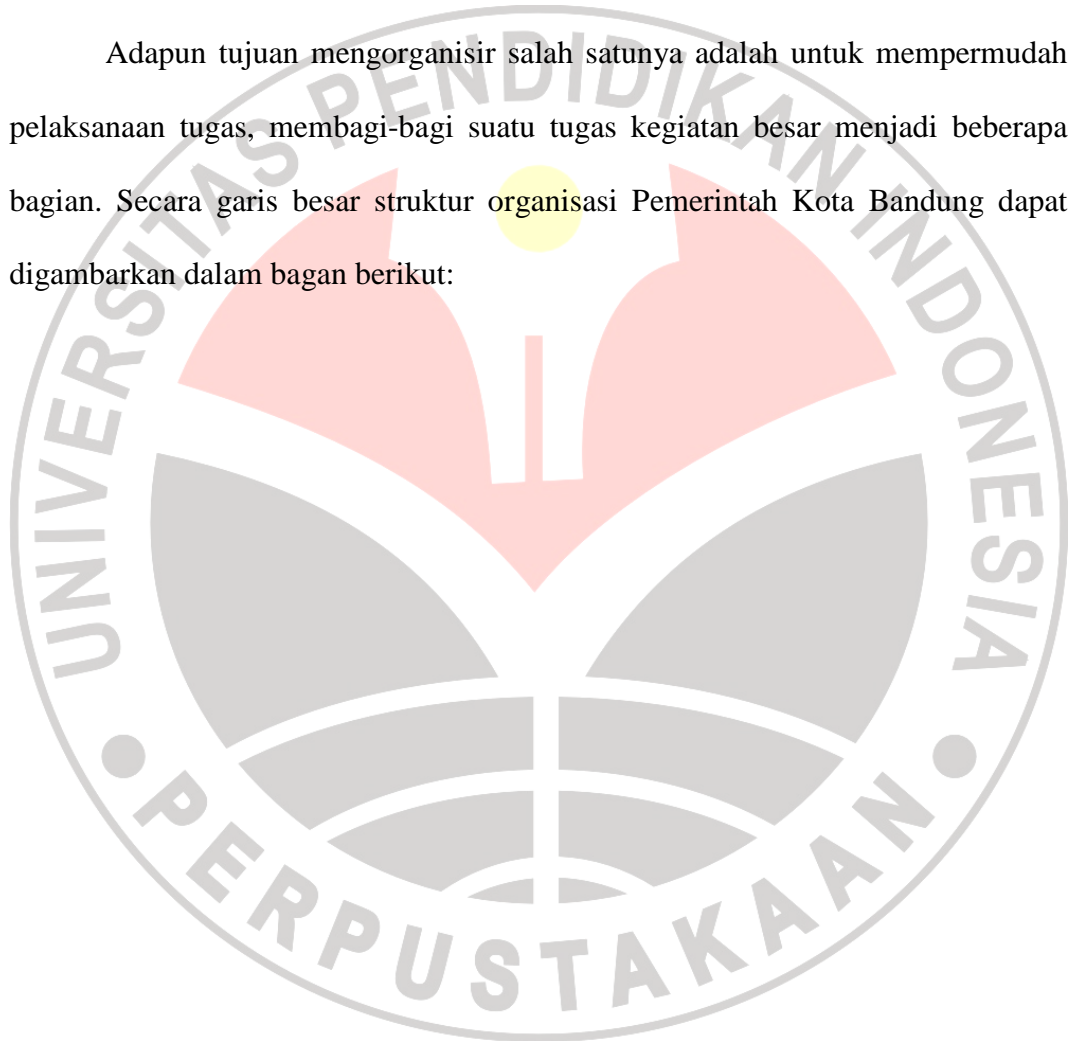 Adapun tujuan mengorganisir salah satunya adalah untuk mempermudah
pelaksanaan tugas, membagi-bagi suatu tugas kegiatan besar menjadi beberapa
bagian. Secara garis besar struktur organisasi Pemerintah Kota Bandung dapat
digambarkan dalam bagan berikut:
UNIVERSITAS PENDIDIKAN INDONESIA
PERPUSTAKAAN